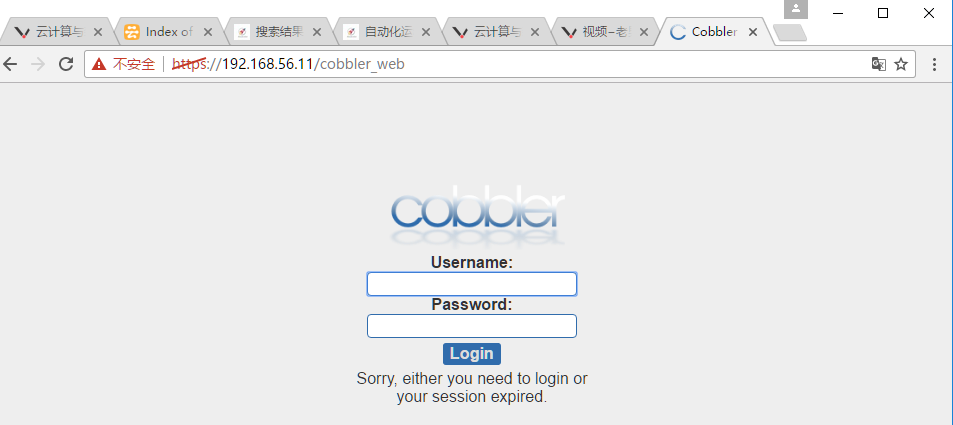 云计算与 Index of 搜索结果 自动化运 云计算与 视频-老 Cobbler
不安全 https://192.168.56.11/cobbler_web
cobbler
Username:
Password:
Login
Sorry, either you need to login or
your session expired.